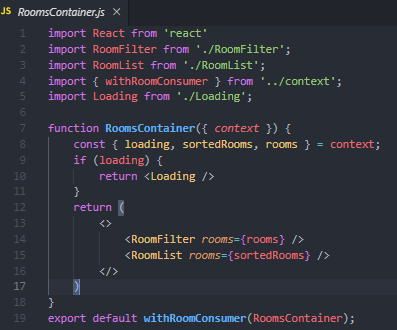 JS RoomsContainer.js ×
1 import React from 'react'
2 import RoomFilter from './RoomFilter';
3 import RoomList from './RoomList';
4 import { withRoomConsumer } from '../context';
5 import Loading from './Loading';
6
7 function RoomsContainer({ context }) {
8     const { loading, sortedRooms, rooms } = context;
9     if (loading) {
10         return <Loading />
11     }
12     return (
13         <>
14             <RoomFilter rooms={rooms} />
15             <RoomList rooms={sortedRooms} />
16         </>
17     )
18 }
19 export default withRoomConsumer(RoomsContainer);